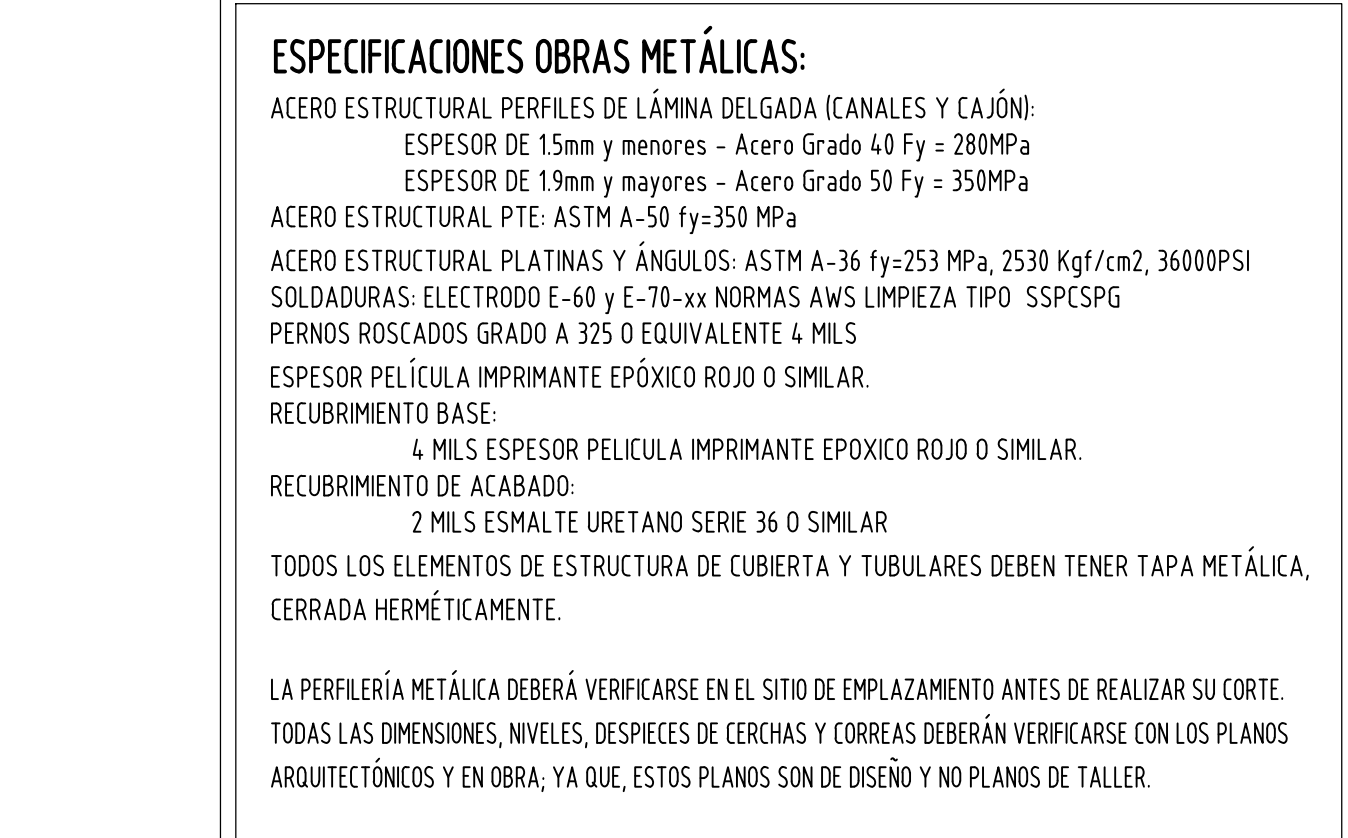 ESPECIFICACIONES OBRAS METÁLICAS:
ACERO ESTRUCTURAL PERFILES DE LÁMINA DELGADA (CANALES Y CAJÓN):
ESPESOR DE 1.5mm y menores - Acero Grado 40 Fy = 280MPa
ESPESOR DE 1.9mm y mayores - Acero Grado 50 Fy = 350MPa
ACERO ESTRUCTURAL PTE: ASTM A-50 fy=350 MPa
ACERO ESTRUCTURAL PLATINAS Y ÁNGULOS: ASTM A-36 fy=253 MPa, 2530 Kgf/cm2, 36000PSI
SOLDADURAS: ELECTRODO E-60 y E-70-xx NORMAS AWS LIMPIEZA TIPO  SSPCSPG
PERNOS ROSCADOS GRADO A 325 O EQUIVALENTE 4 MILS
ESPESOR PELÍCULA IMPRIMANTE EPÓXICO ROJO O SIMILAR.
RECUBRIMIENTO BASE:
4 MILS ESPESOR PELICULA IMPRIMANTE EPOXICO ROJO O SIMILAR.
RECUBRIMIENTO DE ACABADO:
2 MILS ESMALTE URETANO SERIE 36 O SIMILAR
TODOS LOS ELEMENTOS DE ESTRUCTURA DE CUBIERTA Y TUBULARES DEBEN TENER TAPA METÁLICA,
CERRADA HERMÉTICAMENTE.
LA PERFILERÍA METÁLICA DEBERÁ VERIFICARSE EN EL SITIO DE EMPLAZAMIENTO ANTES DE REALIZAR SU CORTE.
TODAS LAS DIMENSIONES, NIVELES, DESPIECES DE CERCHAS Y CORREAS DEBERÁN VERIFICARSE CON LOS PLANOS
ARQUITECTÓNICOS Y EN OBRA; YA QUE, ESTOS PLANOS SON DE DISEÑO Y NO PLANOS DE TALLER.